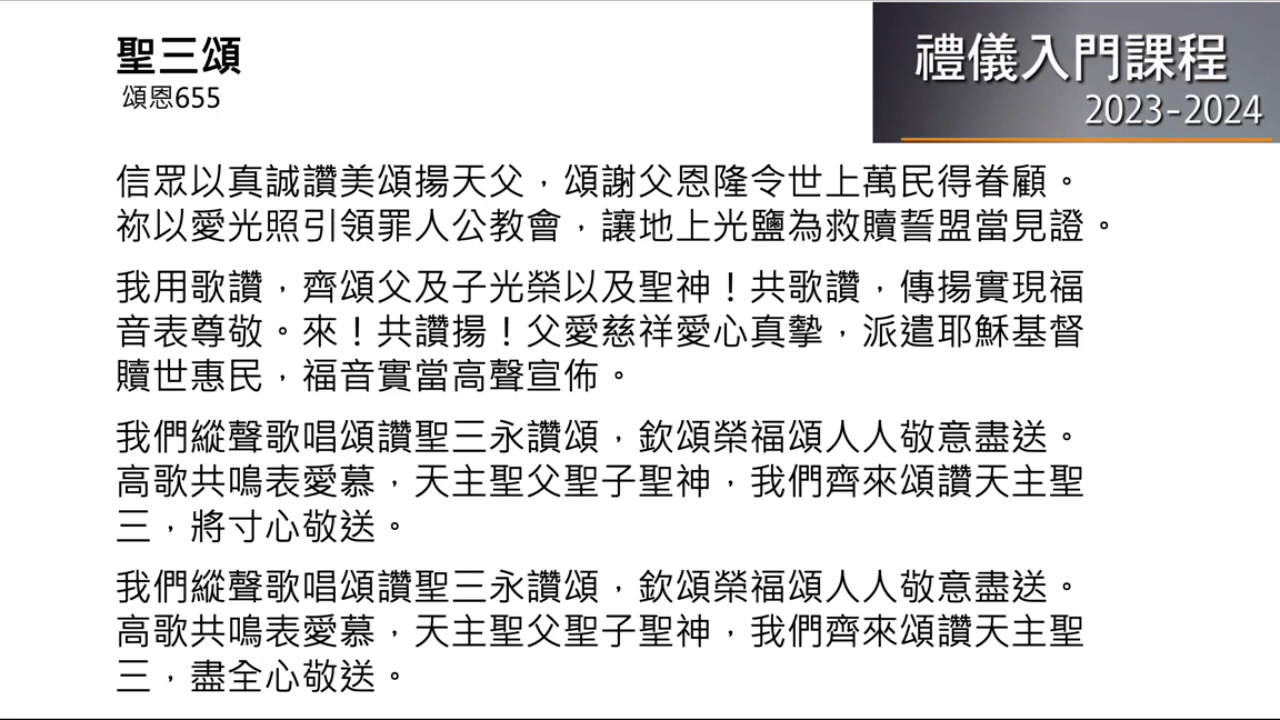 聖三頌
頌恩655
禮儀入門課程
2023-2024
信眾以真誠讚美頌揚天父，頌謝父恩隆令世上萬民得眷顧。
祢以愛光照引領罪人公教會，讓地上光鹽為救贖誓盟當見證。
我用歌讚，齊頌父及子光榮以及聖神！共歌讚，傳揚實現福
音表尊敬。來！共讚揚！父愛慈祥愛心真摯，派遣耶穌基督
贖世惠民，福音實當高聲宣佈。
我們縱聲歌唱頌讚聖三永讚頌，欽頌榮福頌人人敬意盡送。
高歌共鳴表愛慕，天主聖父聖子聖神，我們齊來頌讚天主聖
三，將寸心敬送。
我們縱聲歌唱頌讚聖三永讚頌，欽頌榮福頌人人敬意盡送。
高歌共鳴表愛慕，天主聖父聖子聖神，我們齊來頌讚天主聖
三，盡全心敬送。